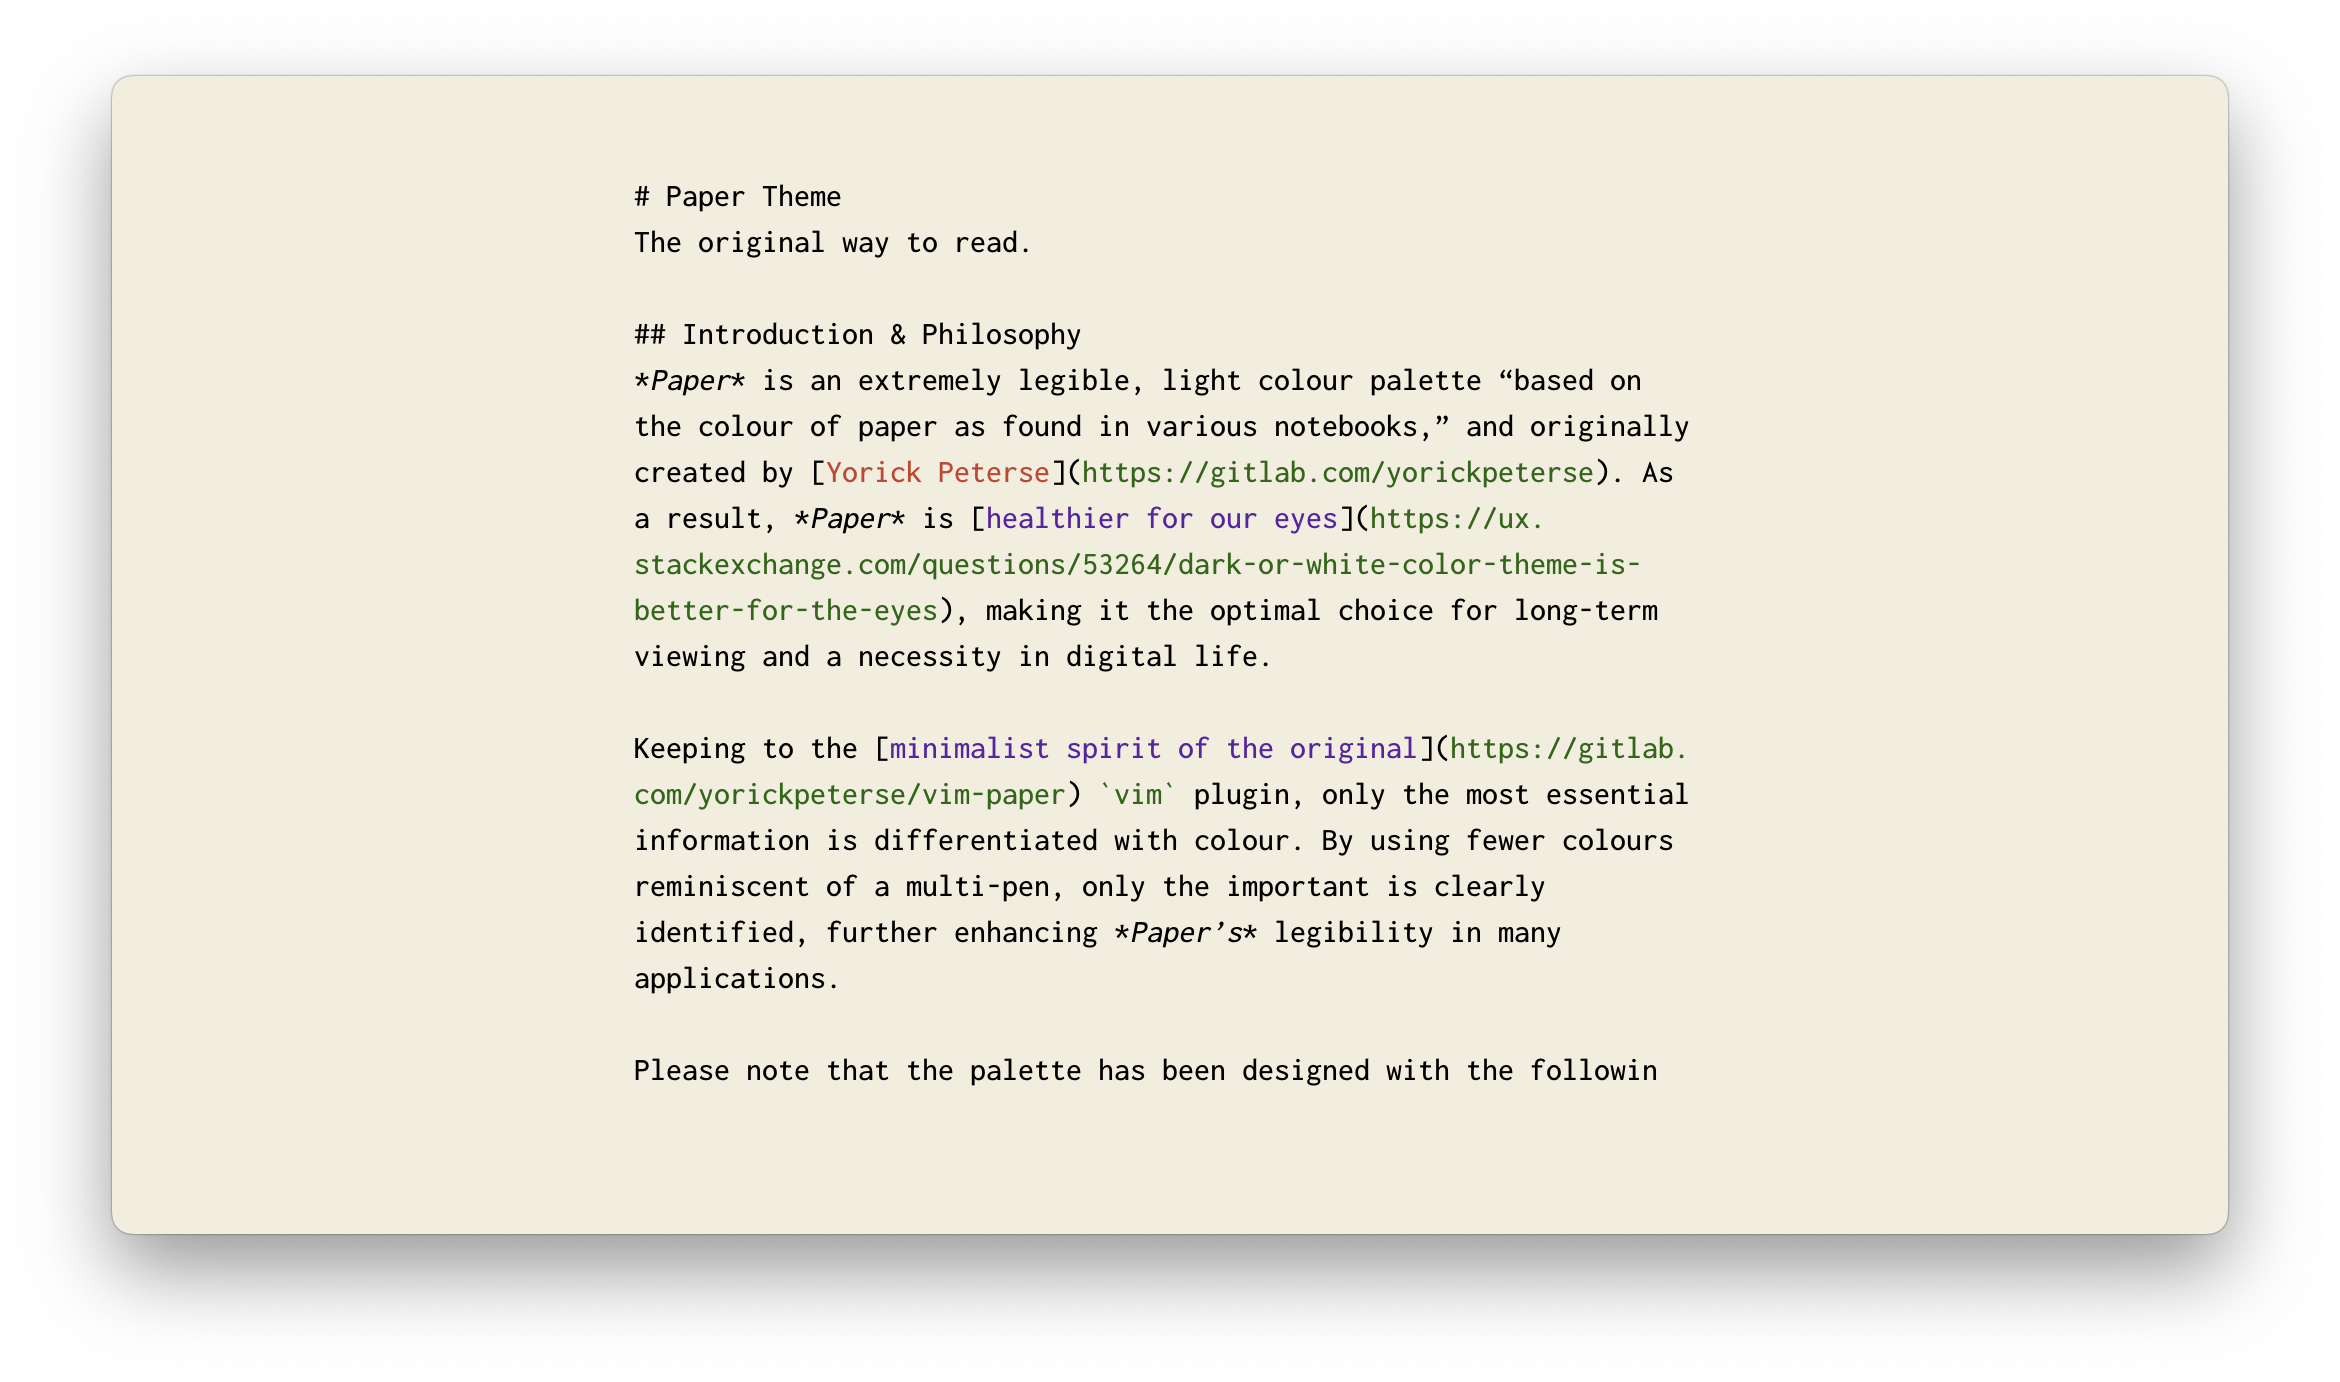 # Paper Theme
The original way to read.
## Introduction & Philosophy
*Paper* is an extremely legible, light colour palette “based on
the colour of paper as found in various notebooks,” and originally
created by [Yorick Peterse](https://gitlab.com/yorickpeterse). As
a result, *Paper* is [healthier for our eyes](https://ux.
stackexchange.com/questions/53264/dark-or-white-color-theme-is-
better-for-the-eyes), making it the optimal choice for long-term
viewing and a necessity in digital life.
Keeping to the [minimalist spirit of the original](https://gitlab.
com/yorickpeterse/vim-paper) `vim` plugin, only the most essential
information is differentiated with colour. By using fewer colours
reminiscent of a multi-pen, only the important is clearly
identified, further enhancing *Paper’s* legibility in many
applications.
Please note that the palette has been designed with the followin